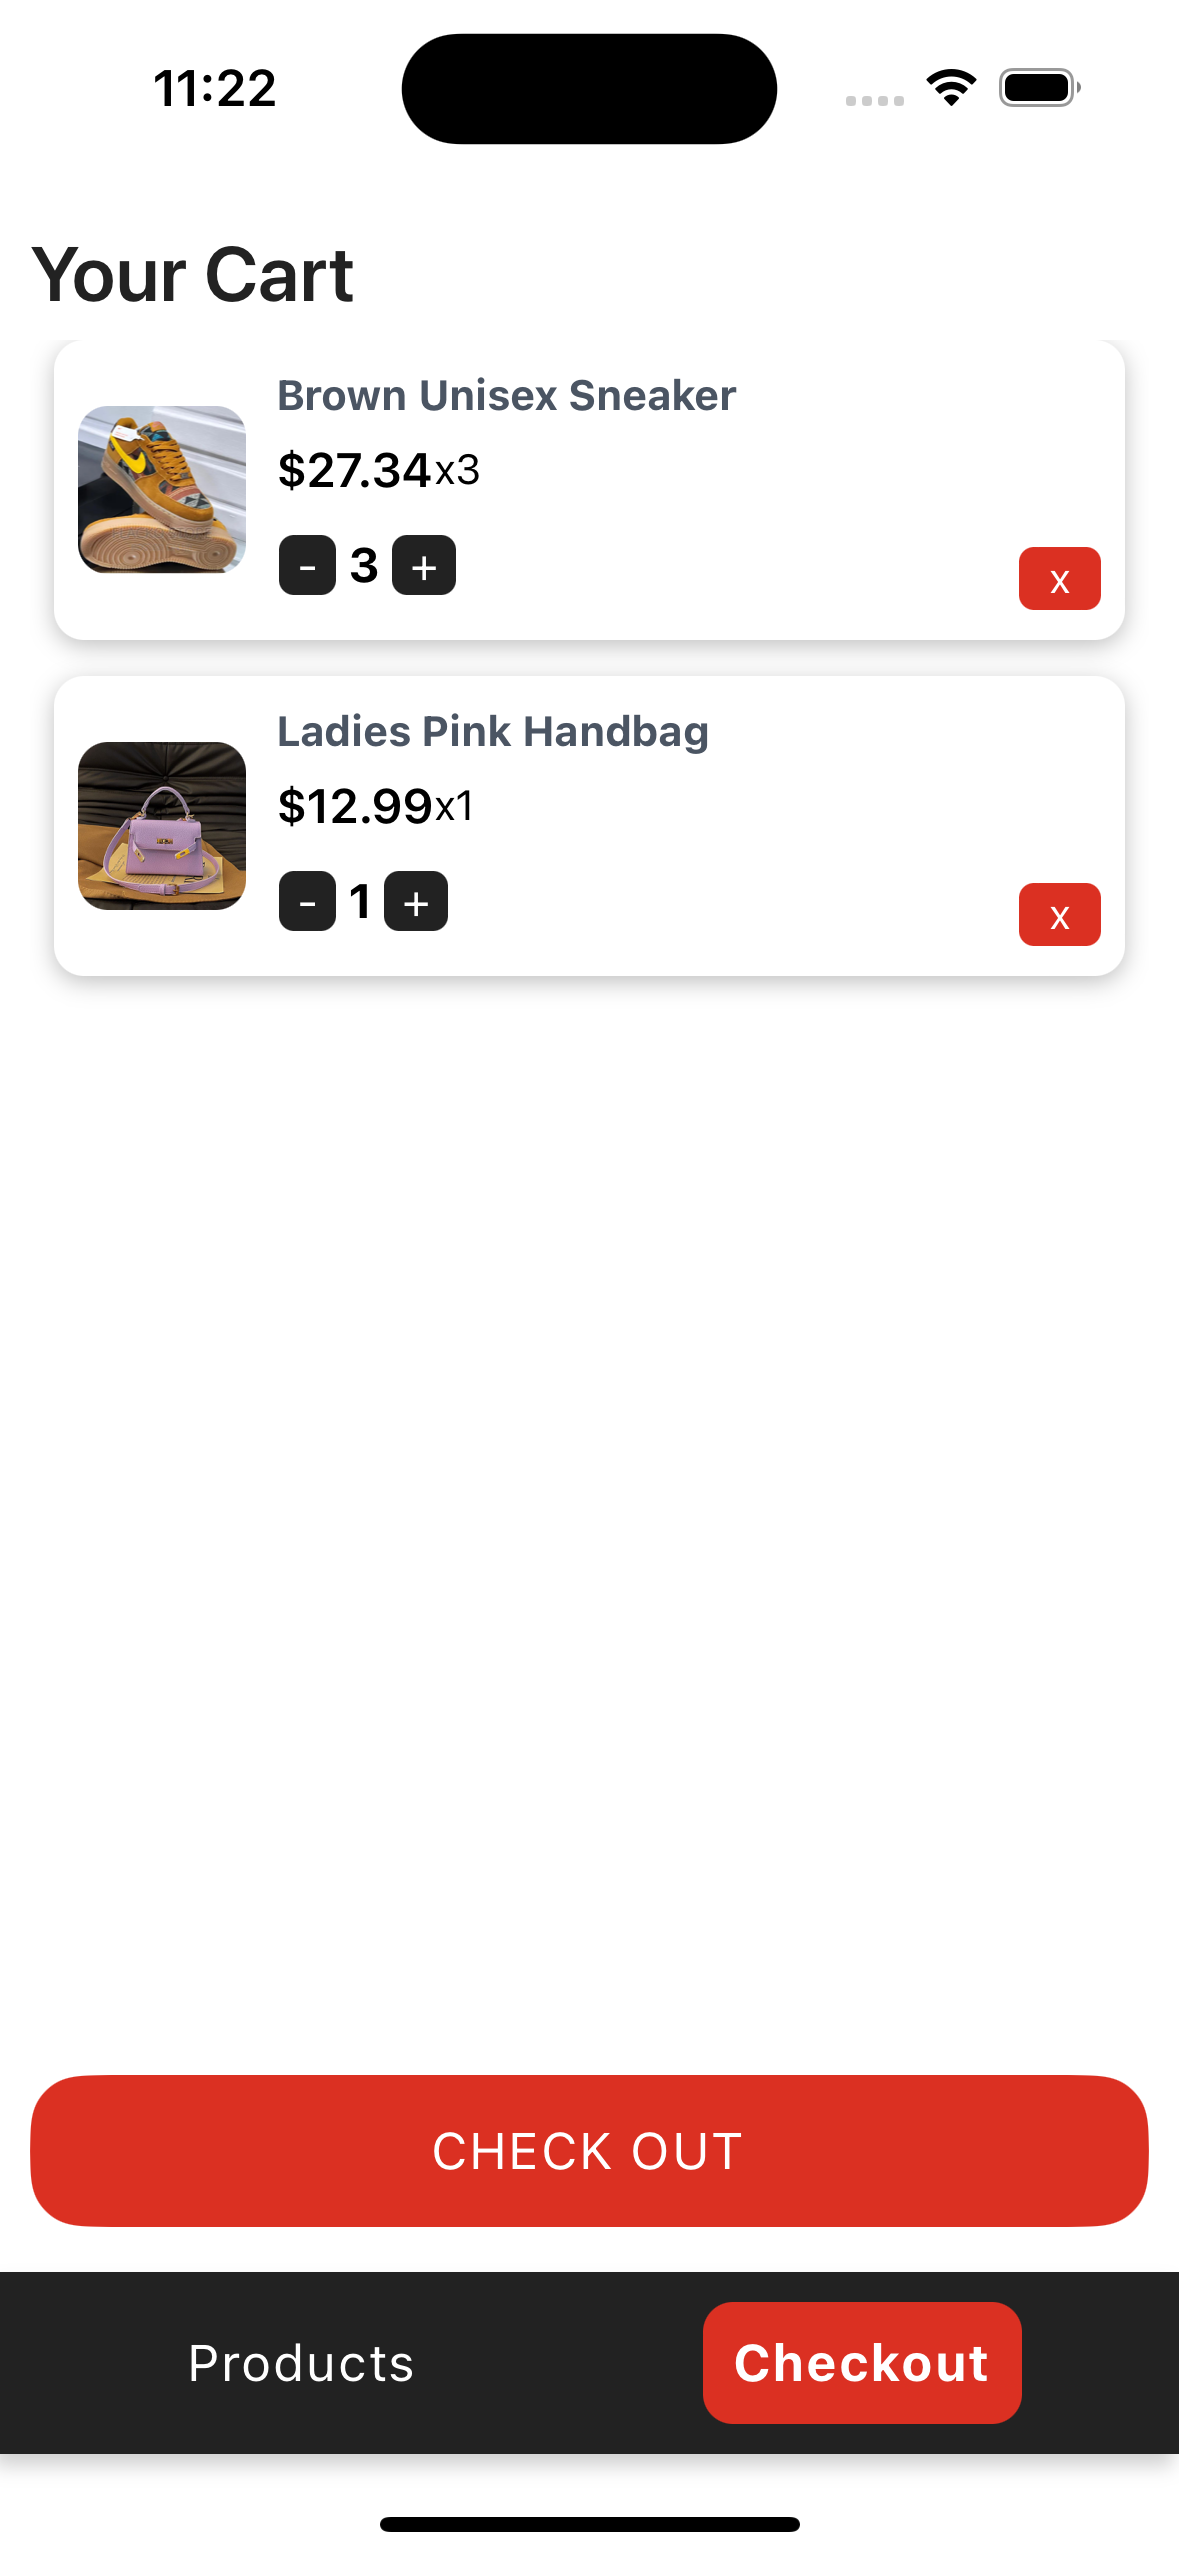 11:22
Your Cart
Brown Unisex Sneaker
$27.34x3
- 3 +
x
Ladies Pink Handbag
$12.99x1
- 1 +
x
CHECK OUT
Products Checkout